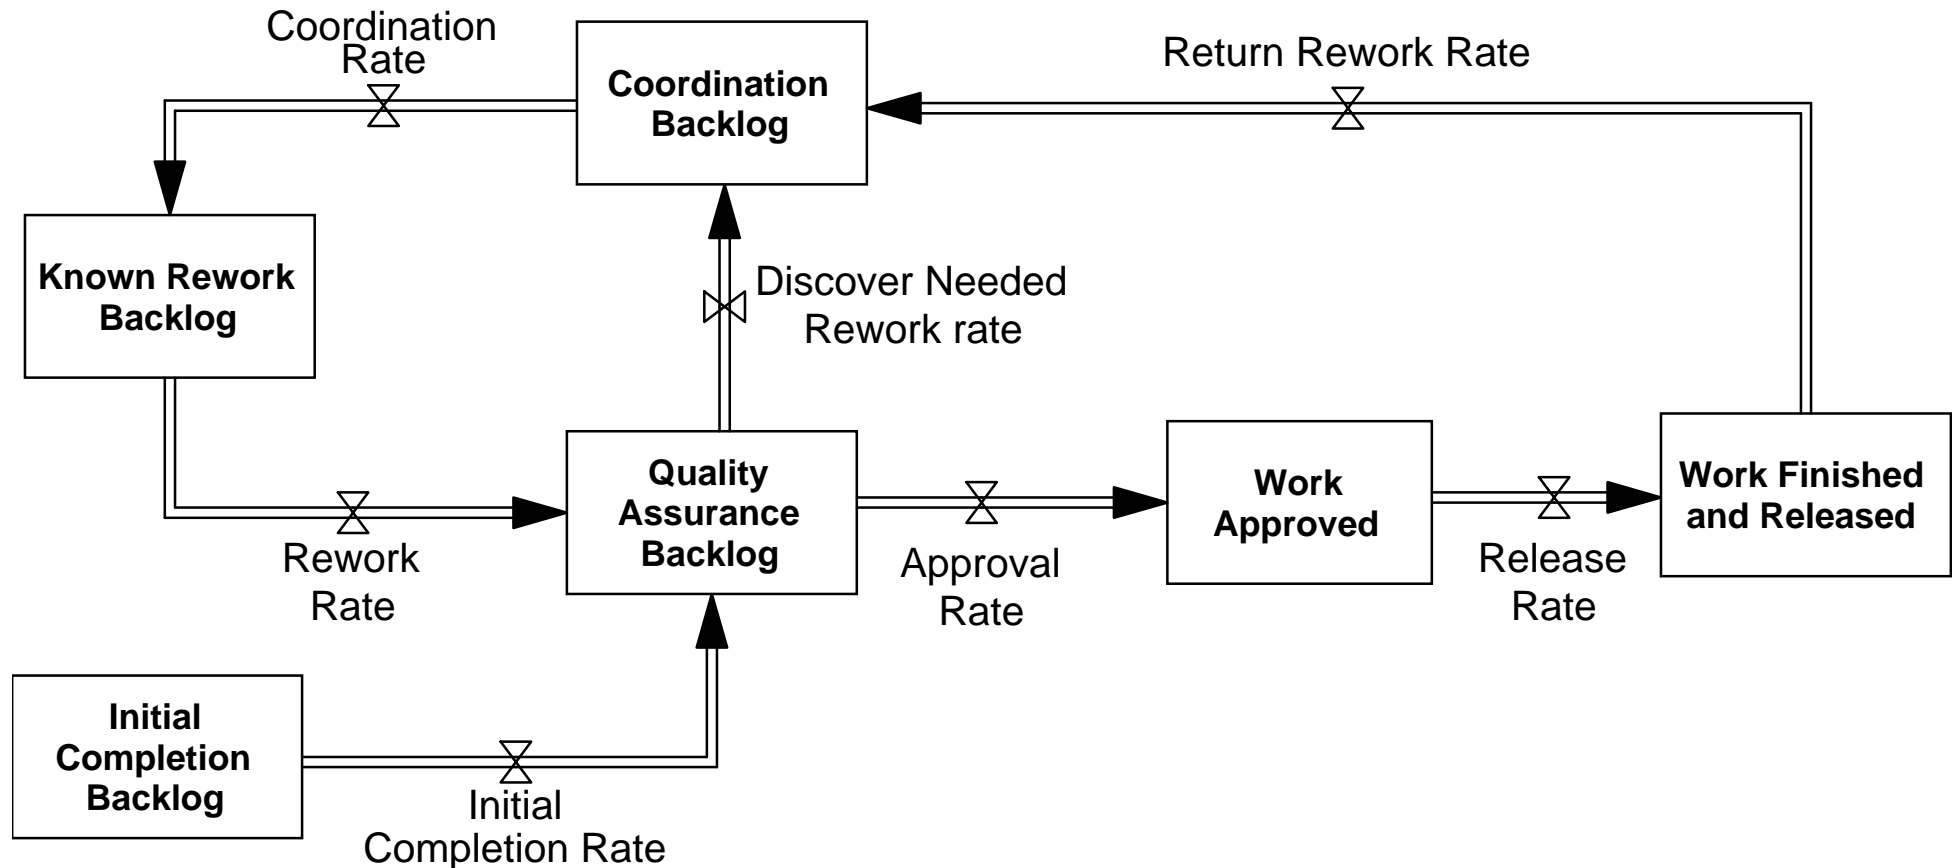 Coordination
Rate
Coordination
Backlog
Return Rework Rate
Known Rework
Backlog
Discover Needed
Rework rate
Quality
Assurance
Backlog
Work
Approved
Work Finished
and Released
Rework
Rate
Approval
Rate
Release
Rate
Initial
Completion
Backlog
Initial
Completion Rate